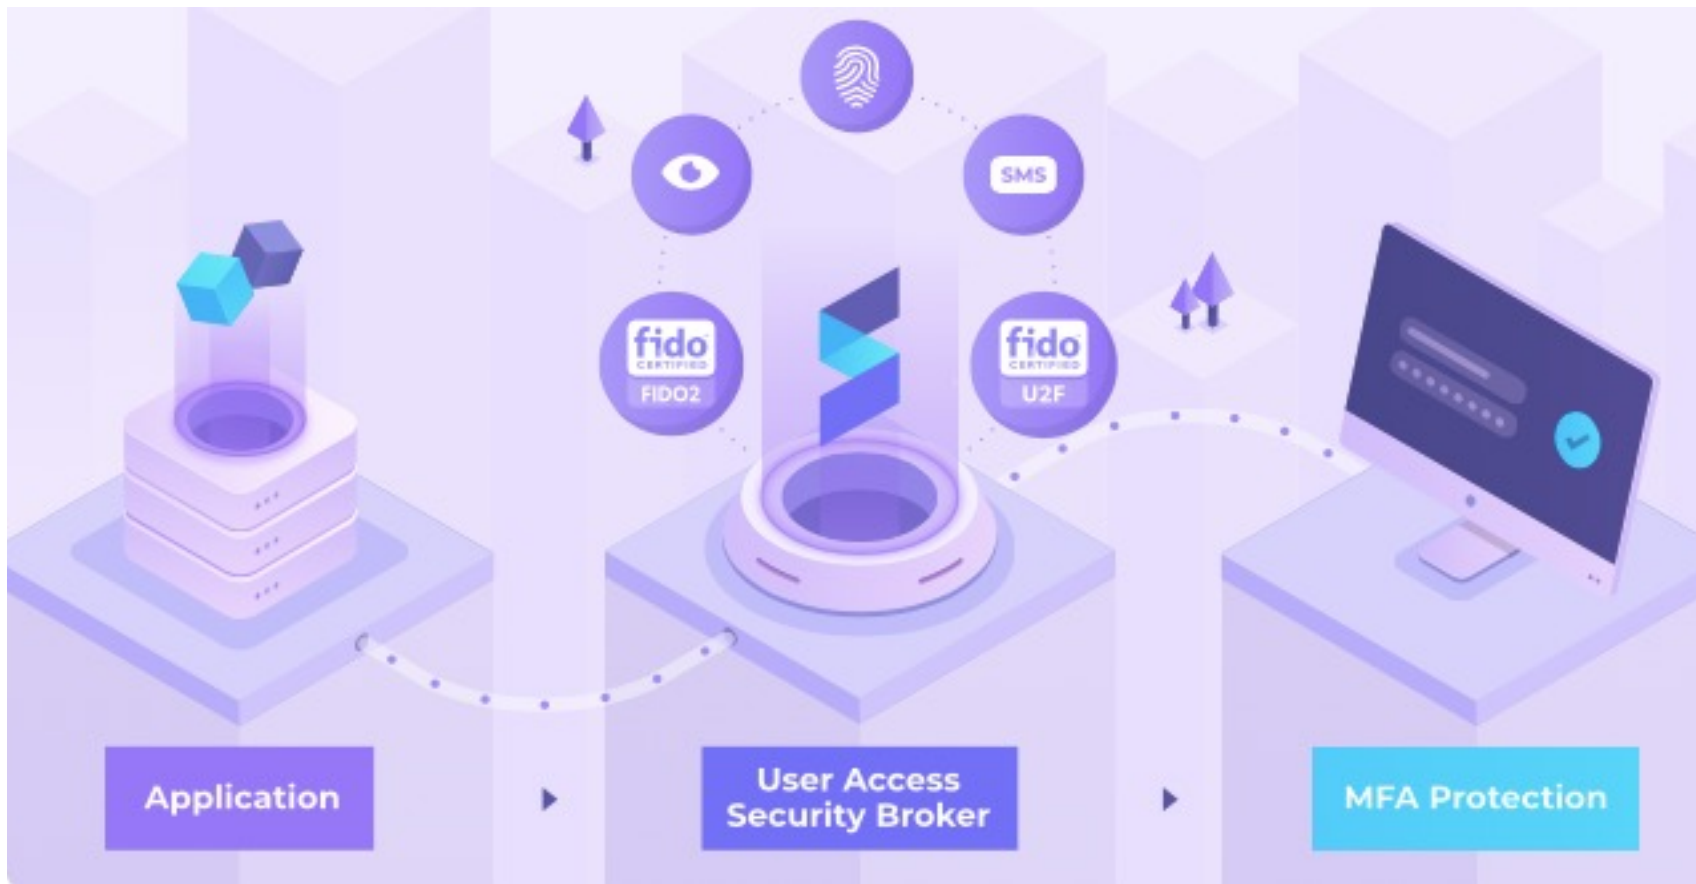 SMS
fido
CERTIFIED
FIDO2
fido
CERTIFIED
U2F
Application
User Access
Security Broker
MFA Protection